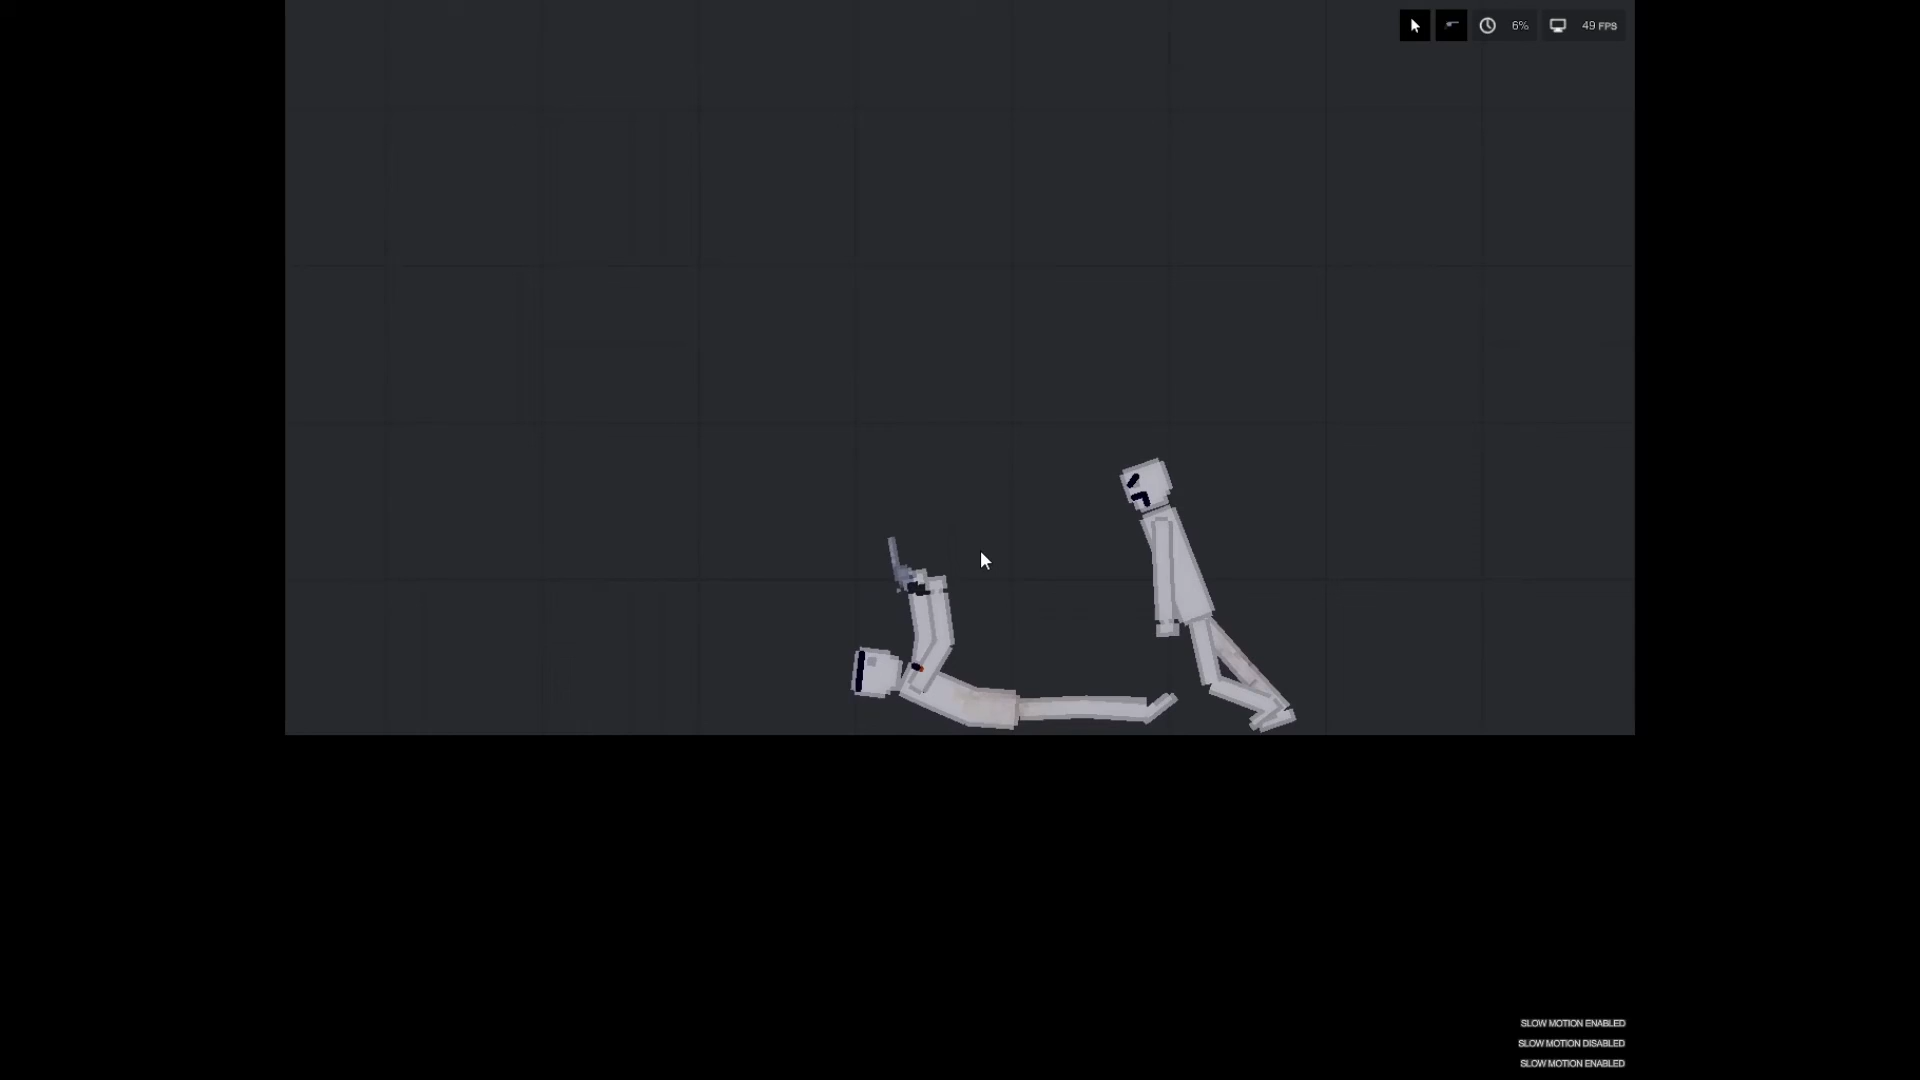 6%
49 FPS
SLOW MOTION ENABLED
SLOW MOTION DISABLED
SLOW MOTION ENABLED